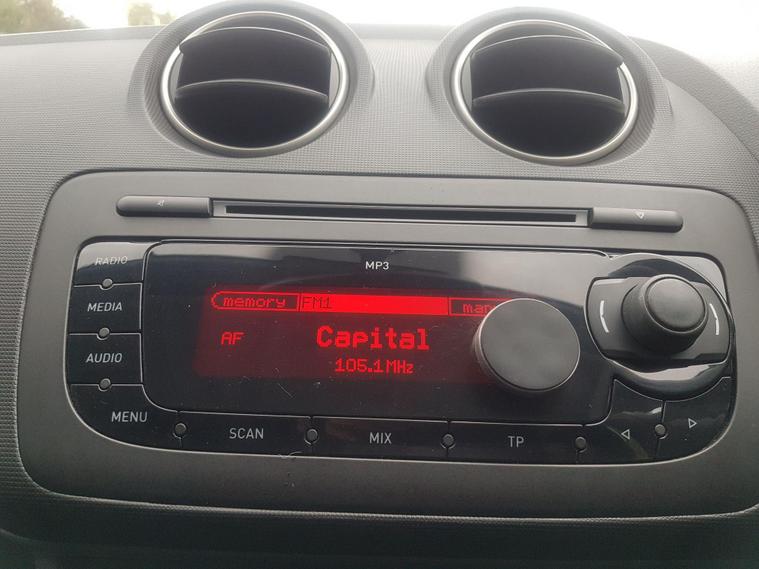 MP3
RADIO
MEDIA
AUDIO
MENU
memory FM1
AF Capital
105.1 MHz
SCAN MIX TP